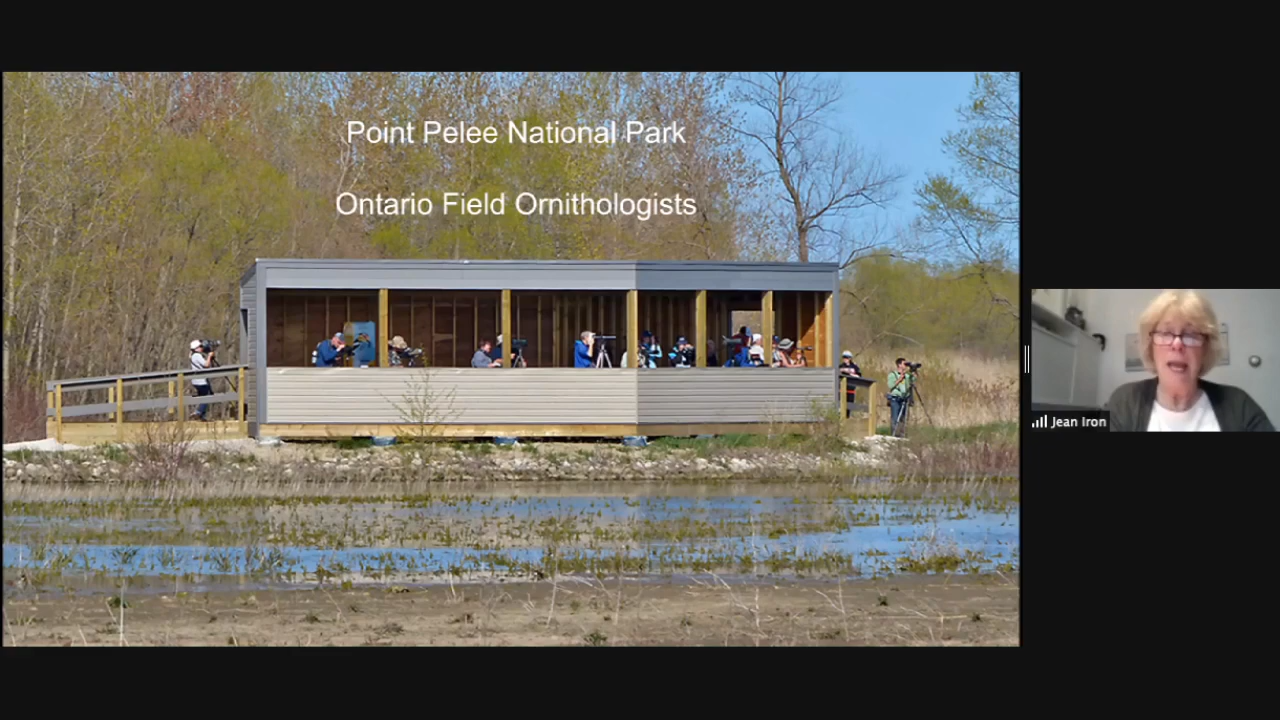 Point Pelee National Park
Ontario Field Ornithologists
Jean Iron